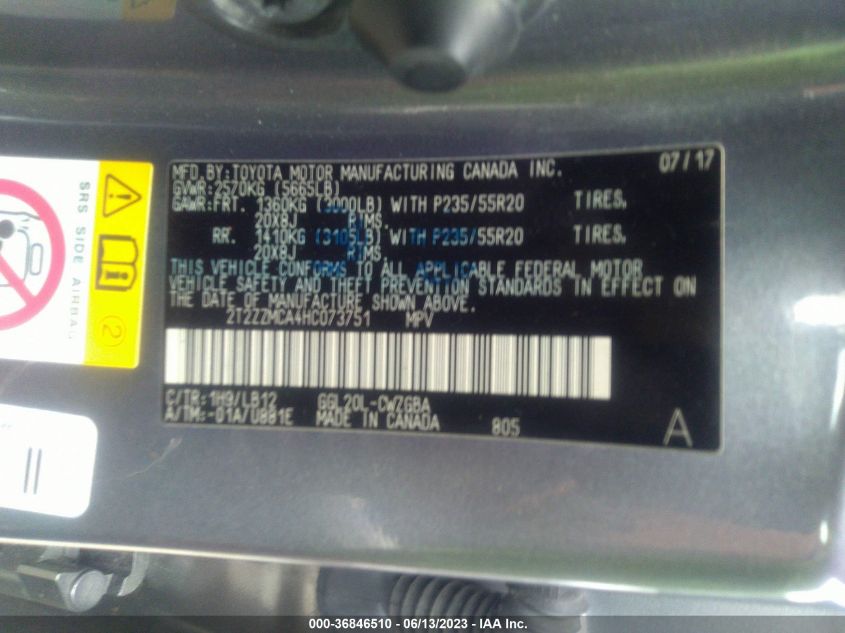 MFD.BY:TOYOTA MOTOR MANUFACTURING CANADA INC. 07/17
GVWR:2570KG (5665LB)
GAWR:FRT. 1360KG (3000LB) WITH P235/55R20 TIRES,
20X8J RIMS.
RR. 1410KG (3105LB) WITH P235/55R20 TIRES,
20X8J RIMS.
THIS VEHICLE CONFORMS TO ALL APPLICABLE FEDERAL MOTOR
VEHICLE SAFETY AND THEFT PREVENTION STANDARDS IN EFFECT ON
THE DATE OF MANUFACTURE SHOWN ABOVE.
2T2ZZMCA4HC073751 MPV
C/TR:1H9/LB12 GGL20L-CWZGBA
A/TM:-01A/U881E MADE IN CANADA 805 A
SRS SIDE AIRBAG
2
000-36846510 - 06/13/2023 - IAA